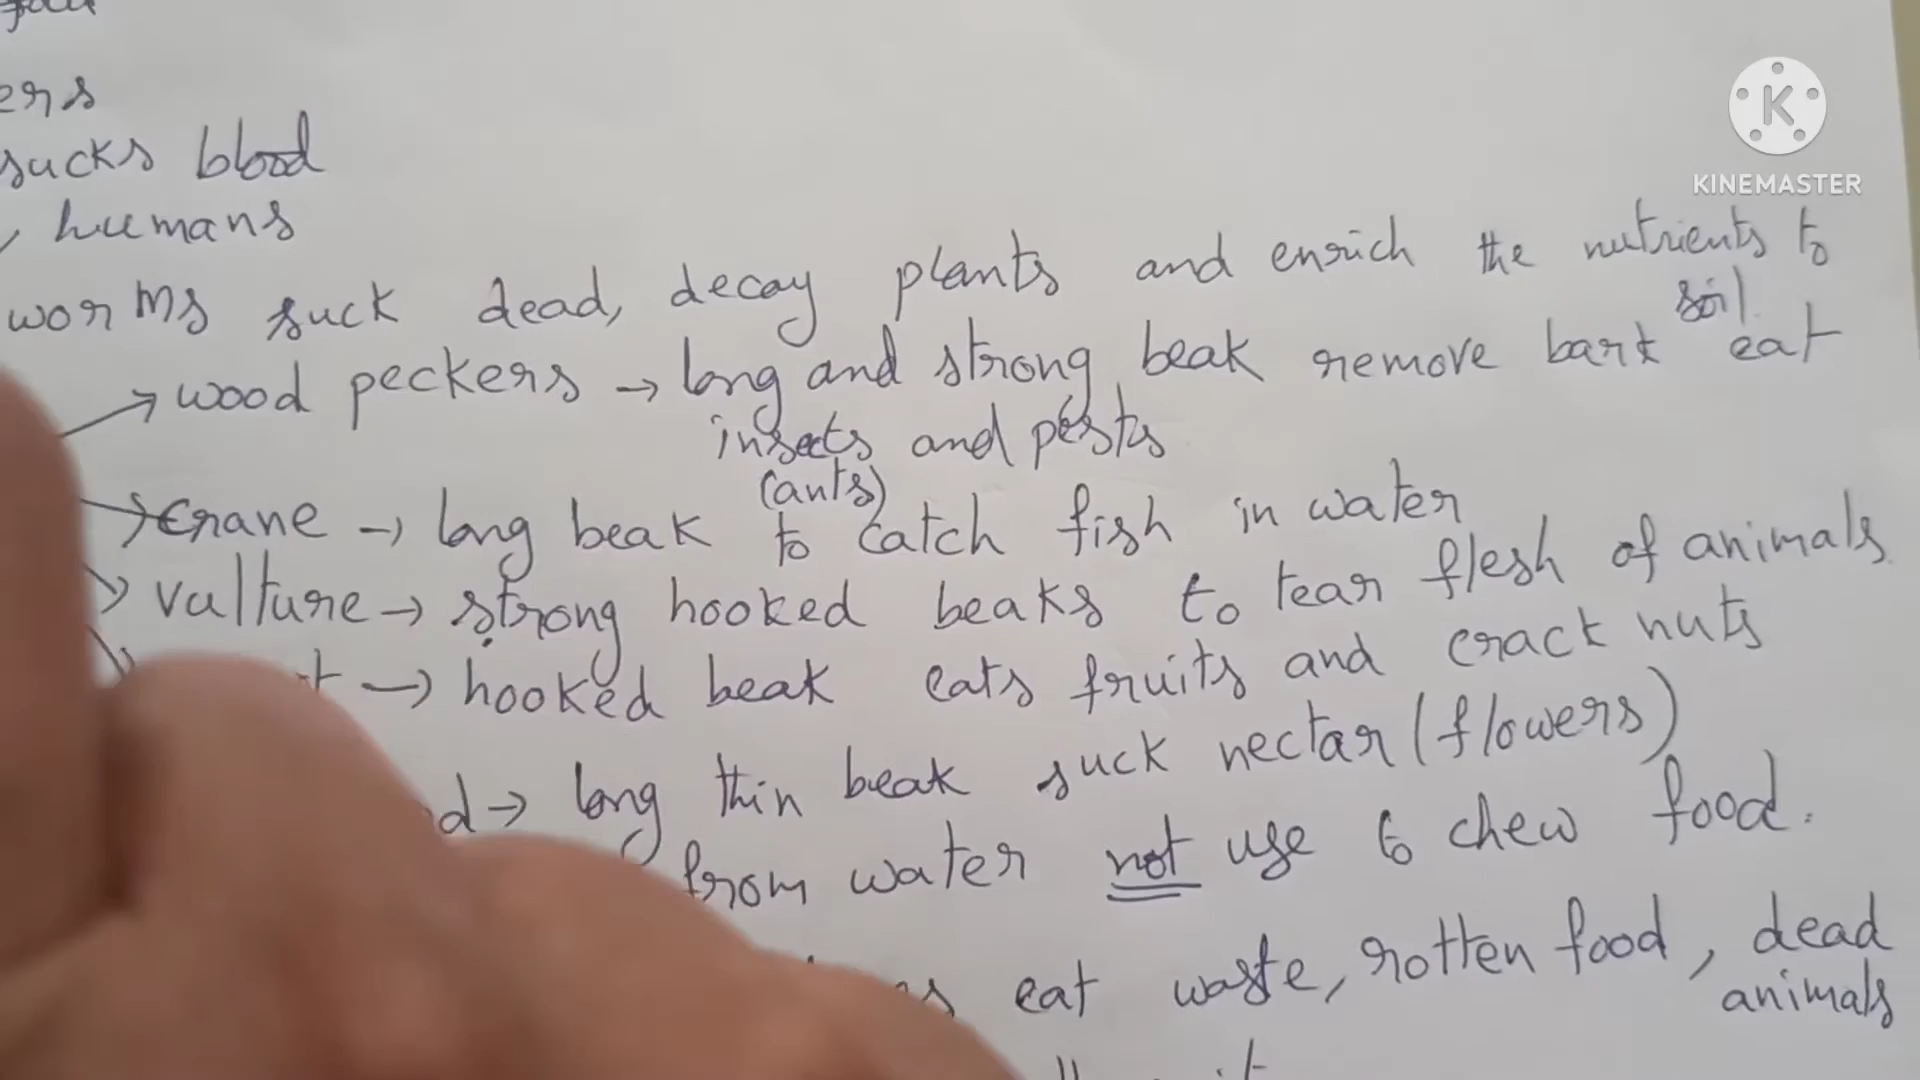 KINEMASTER
sucks blood
, humans
worms suck dead, decay plants and enrich the nutrients to
soil
→ wood peckers → long and strong beak remove bark eat
insects and pests
(ants)
→ crane → long beak to catch fish in water
→ vulture → strong hooked beaks to tear flesh of animals
→ hooked beak eats fruits and crack nuts
→ long thin beak suck nectar (flowers)
from water not use to chew food.
eat waste, rotten food, dead
animals